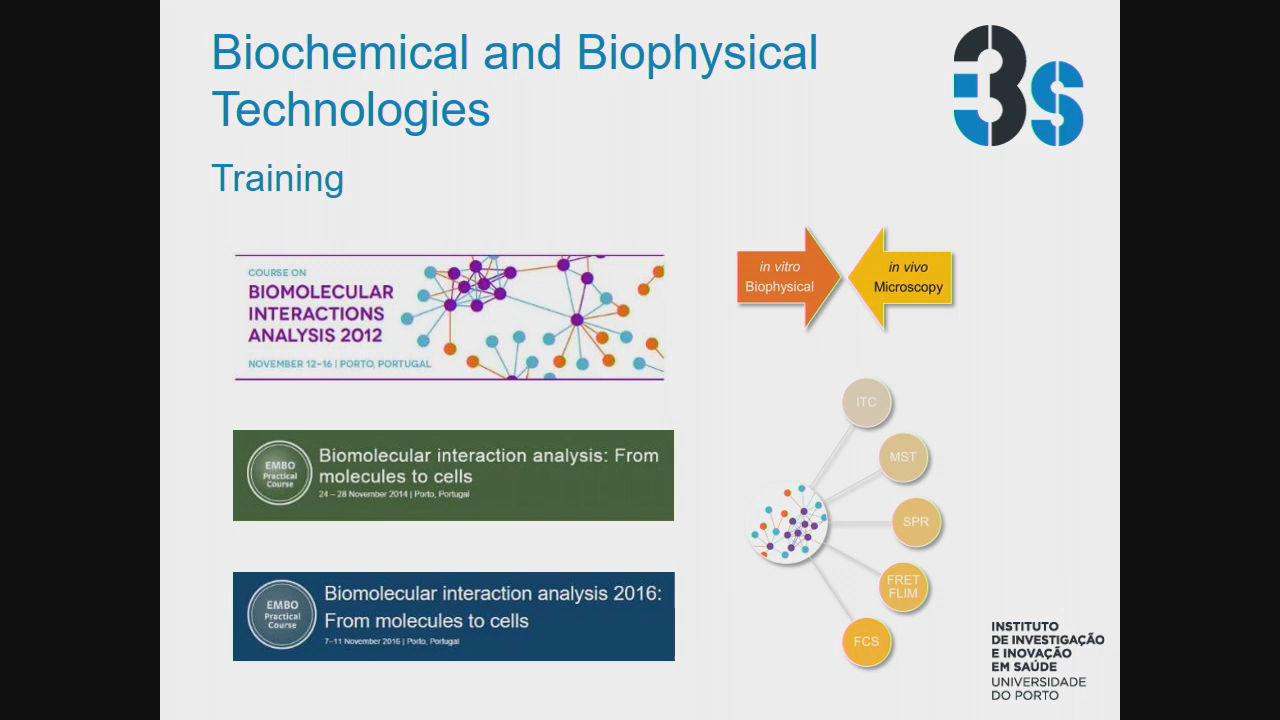 Biochemical and Biophysical
Technologies
Training
i3s
COURSE ON
BIOMOLECULAR
INTERACTIONS
ANALYSIS 2012
NOVEMBER 12–16 | PORTO, PORTUGAL
EMBO
Practical
Course
Biomolecular interaction analysis: From
molecules to cells
24 – 28 November 2014 | Porto, Portugal
EMBO
Practical
Course
Biomolecular interaction analysis 2016:
From molecules to cells
7–11 November 2016 | Porto, Portugal
in vitro
Biophysical
in vivo
Microscopy
ITC
MST
SPR
FRET
FLIM
FCS
INSTITUTO
DE INVESTIGAÇÃO
E INOVAÇÃO
EM SAÚDE
UNIVERSIDADE
DO PORTO